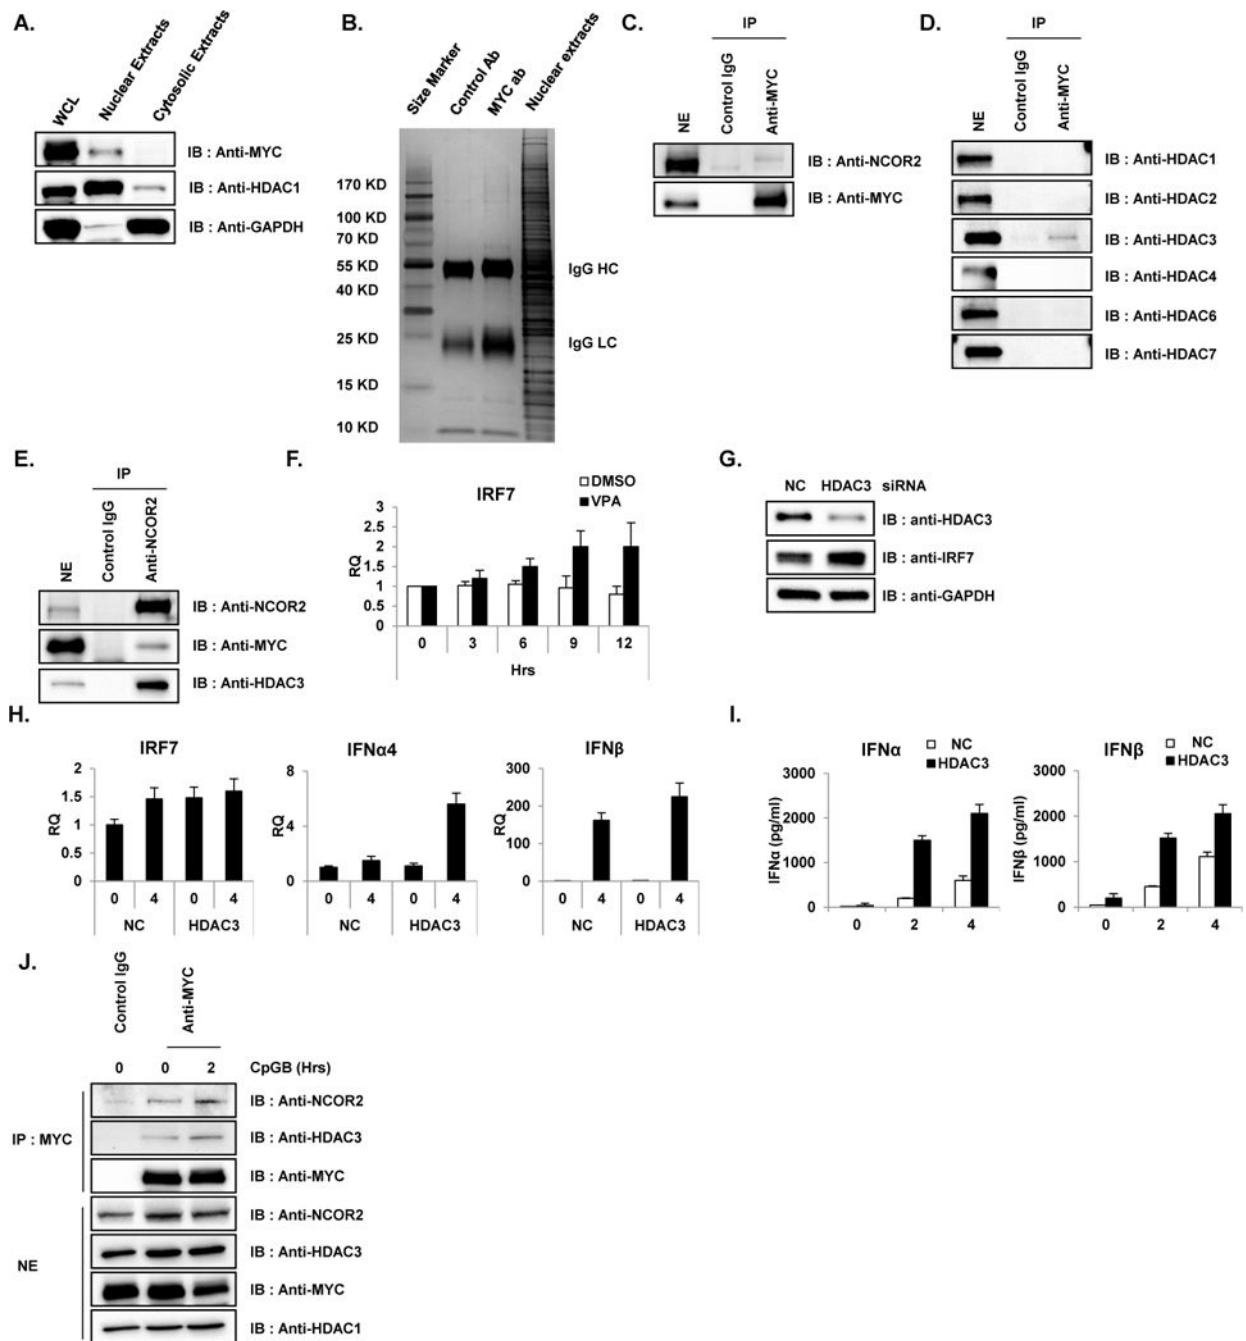 A.
WCL
Nuclear Extracts
Cytosolic Extracts
IB : Anti-MYC
IB : Anti-HDAC1
IB : Anti-GAPDH
B.
Size Marker
Control Ab
MYC ab
Nuclear extracts
170 KD
100 KD
70 KD
55 KD
40 KD
35 KD
25 KD
15 KD
10 KD
IgG HC
IgG LC
C.
IP
NE
Control IgG
Anti-MYC
IB : Anti-NCOR2
IB : Anti-MYC
D.
IP
NE
Control IgG
Anti-MYC
IB : Anti-HDAC1
IB : Anti-HDAC2
IB : Anti-HDAC3
IB : Anti-HDAC4
IB : Anti-HDAC6
IB : Anti-HDAC7
E.
IP
NE
Control IgG
Anti-NCOR2
IB : Anti-NCOR2
IB : Anti-MYC
IB : Anti-HDAC3
F.
IRF7
DMSO
VPA
RQ
3
2.5
2
1.5
1
0.5
0
0 3 6 9 12
Hrs
G.
NC HDAC3 siRNA
IB : anti-HDAC3
IB : anti-IRF7
IB : anti-GAPDH
H.
IRF7
RQ
2
1.5
1
0.5
0
0 4 0 4
NC HDAC3
IFNα4
RQ
8
4
0
0 4 0 4
NC HDAC3
IFNβ
RQ
300
200
100
0
0 4 0 4
NC HDAC3
I.
IFNα
NC
HDAC3
IFNα (pg/ml)
3000
2000
1000
0
0 2 4
IFNβ
NC
HDAC3
IFNβ (pg/ml)
3000
2000
1000
0
0 2 4
J.
Control IgG
Anti-MYC
0 0 2 CpGB (Hrs)
IP : MYC
IB : Anti-NCOR2
IB : Anti-HDAC3
IB : Anti-MYC
NE
IB : Anti-NCOR2
IB : Anti-HDAC3
IB : Anti-MYC
IB : Anti-HDAC1